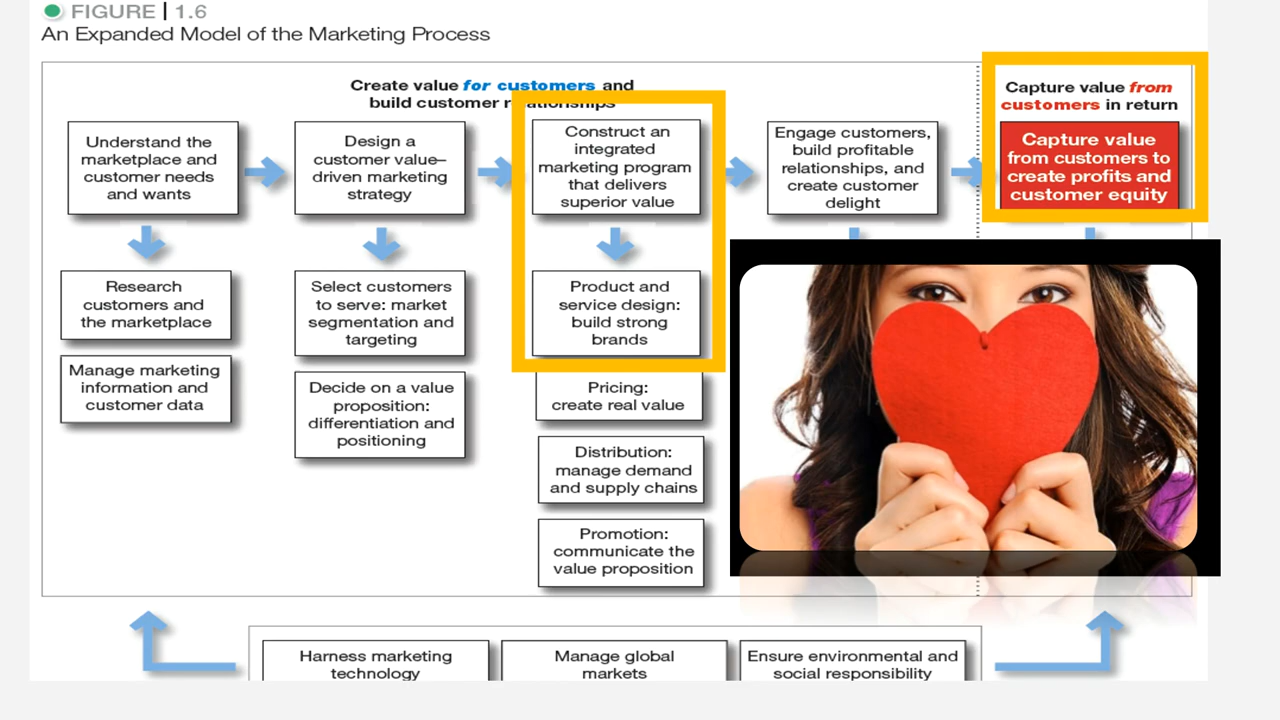 FIGURE | 1.6
An Expanded Model of the Marketing Process
Create value for customers and
build customer relationships
Capture value from
customers in return
Understand the
marketplace and
customer needs
and wants
Design a
customer value–
driven marketing
strategy
Construct an
integrated
marketing program
that delivers
superior value
Engage customers,
build profitable
relationships, and
create customer
delight
Capture value
from customers to
create profits and
customer equity
Research
customers and
the marketplace
Manage marketing
information and
customer data
Select customers
to serve: market
segmentation and
targeting
Decide on a value
proposition:
differentiation and
positioning
Product and
service design:
build strong
brands
Pricing:
create real value
Distribution:
manage demand
and supply chains
Promotion:
communicate the
value proposition
Harness marketing
technology
Manage global
markets
Ensure environmental and
social responsibility